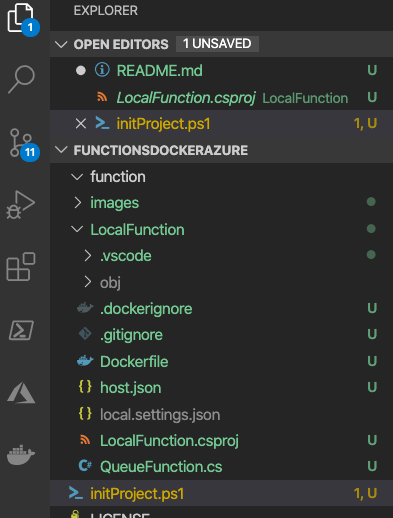 EXPLORER
1
OPEN EDITORS 1 UNSAVED
README.md U
LocalFunction.csproj LocalFunction U
initProject.ps1 1, U
11
FUNCTIONSDOCKERAZURE
function
images
LocalFunction
.vscode
obj
.dockerignore U
.gitignore U
Dockerfile U
{} host.json U
{} local.settings.json
LocalFunction.csproj U
C# QueueFunction.cs U
initProject.ps1 1, U
LICENSE